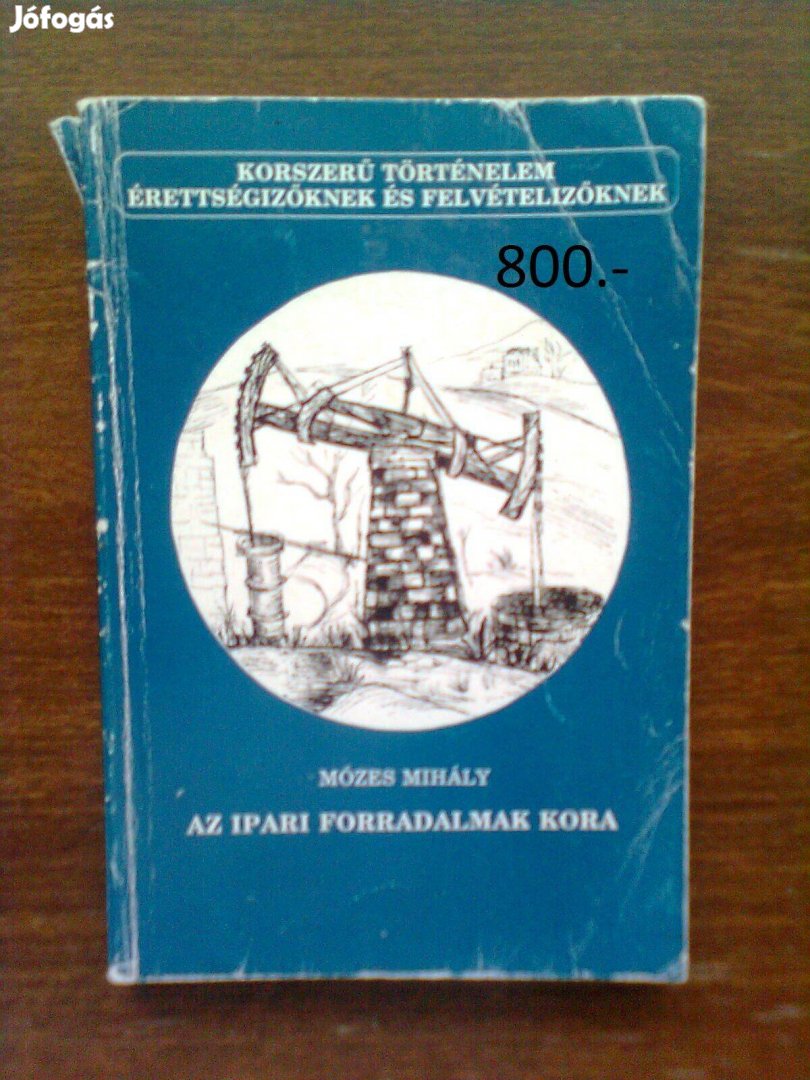 Jófogás
KORSZERŰ TÖRTÉNELEM
ÉRETTSÉGIZŐKNEK ÉS FELVÉTELIZŐKNEK
800.-
MÓZES MIHÁLY
AZ IPARI FORRADALMAK KORA